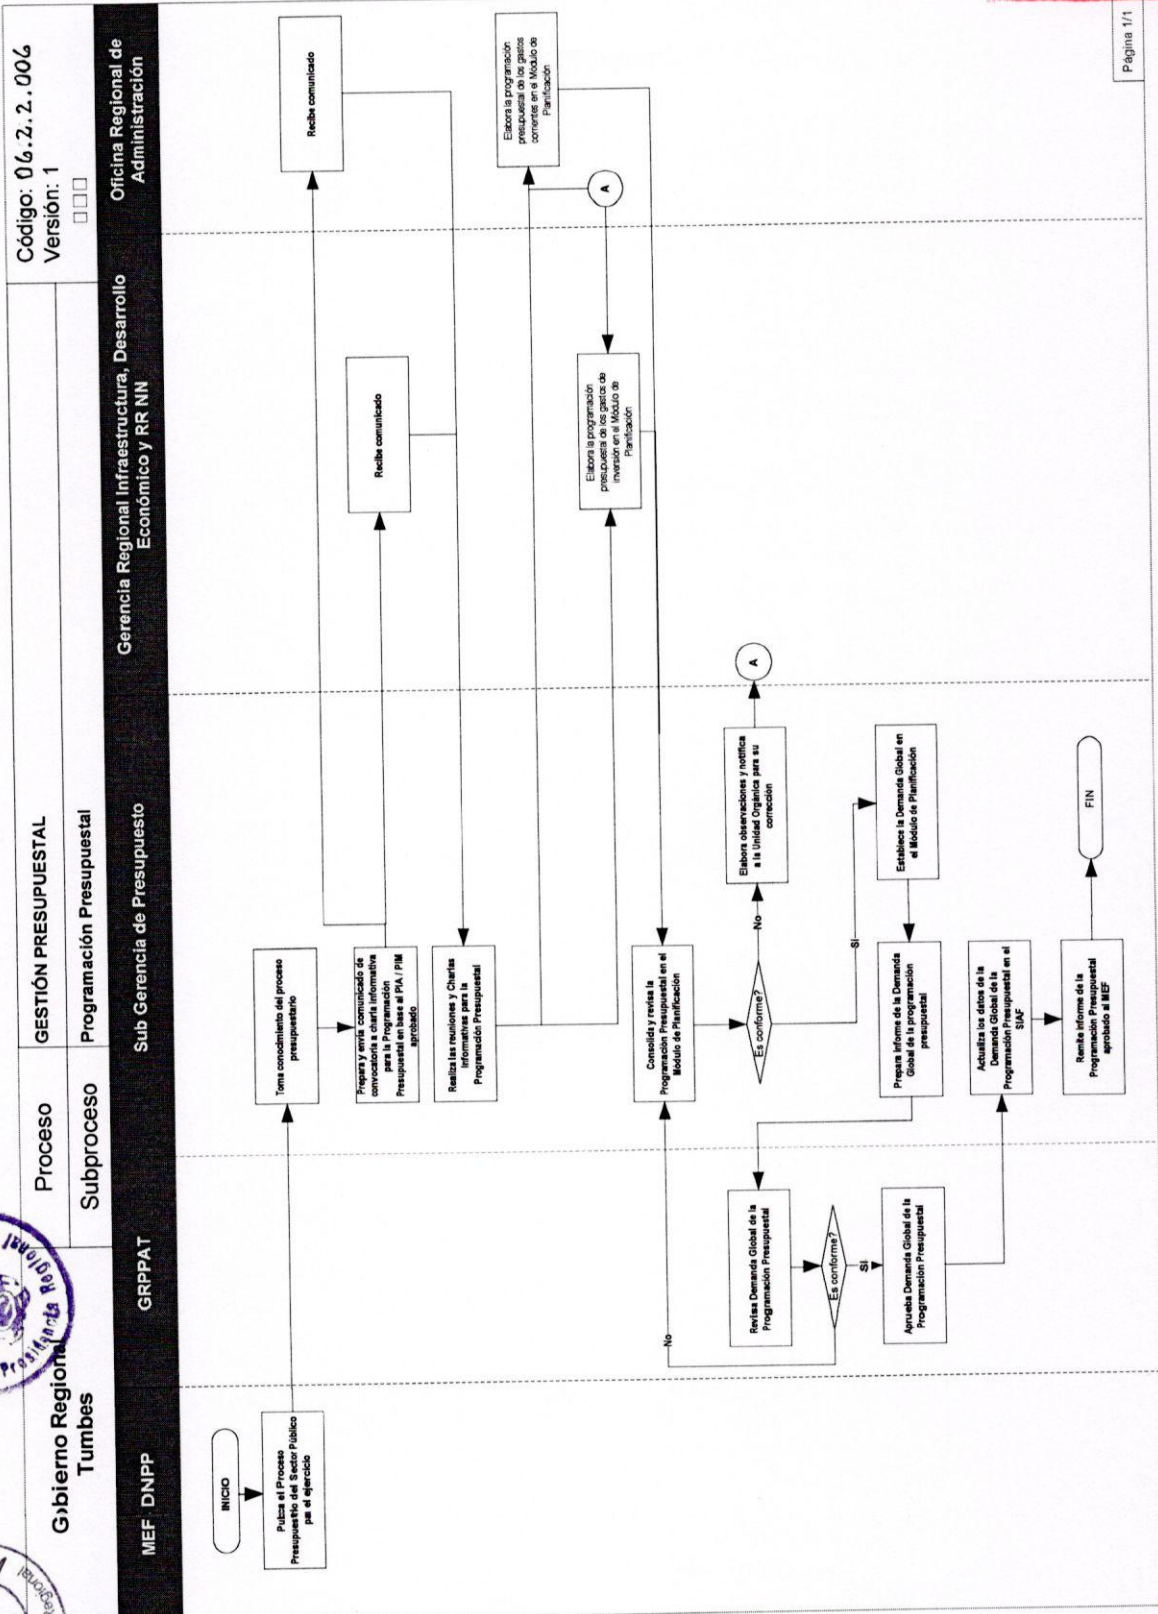 Gobierno Regional
Tumbes
Regional
Presidencia Regional
Proceso
GESTIÓN PRESUPUESTAL
Subproceso
Programación Presupuestal
Código: 06.2.2.006
Versión: 1
MEF - DNPP
GRPPAT
Sub Gerencia de Presupuesto
Gerencia Regional Infraestructura, Desarrollo
Económico y RR NN
Oficina Regional de
Administración
INICIO
Presupuestrio del Sector Público
el ejercicio
Toma conocimiento del proceso
presupuestario
Prepara y envia comunicado de
convocatoria a charla informativa
para la Programación
Presupuestal en base al PIA / PIM
aprobado
Recibe comunicado
Recibe comunicado
Realiza las reuniones y Charlas
Informativas para la
Programación Presupuestal
Elabora la programación
presupuestal de los gastos
corrientes en el Módulo de
Planificación
A
Elabora la programación
presupuestal de los gastos de
inversión en el Módulo de
Planificación
Consolida y revisa la
Programación Presupuestal en el
Módulo de Planificación
Es conforme?
No
Elabora observaciones y notifica
a la Unidad Orgánica para su
corrección
A
Si
Establece la Demanda Global en
el Módulo de Planificación
Prepara informe de la Demanda
Global de la programación
presupuestal
Revisa Demanda Global de la
Programación Presupuestal
Es conforme?
No
Si
Aprueba Demanda Global de la
Programación Presupuestal
Actualiza los datos de la
Demanda Global de la
Programación Presupuestal en el
SIAF
Remite informe de la
Programación Presupuestal
aprobado al MEF
FIN
Página 1/1